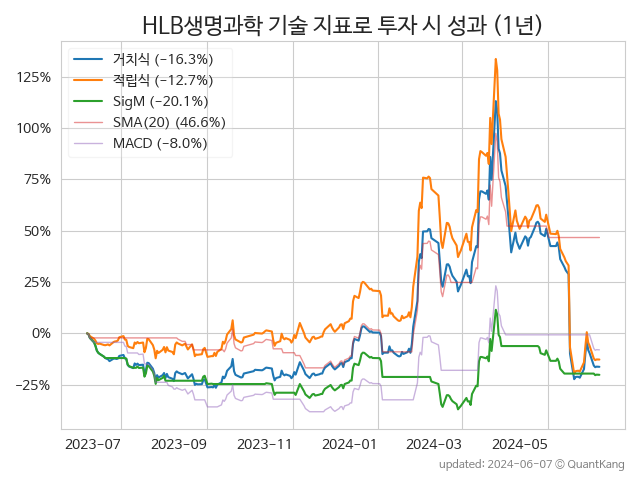 HLB생명과학 기술 지표로 투자 시 성과 (1년)
거치식 (−16.3%)
적립식 (−12.7%)
SigM (−20.1%)
SMA(20) (46.6%)
MACD (−8.0%)
125%
100%
75%
50%
25%
0%
−25%
2023-07 2023-09 2023-11 2024-01 2024-03 2024-05
updated: 2024-06-07 © QuantKang